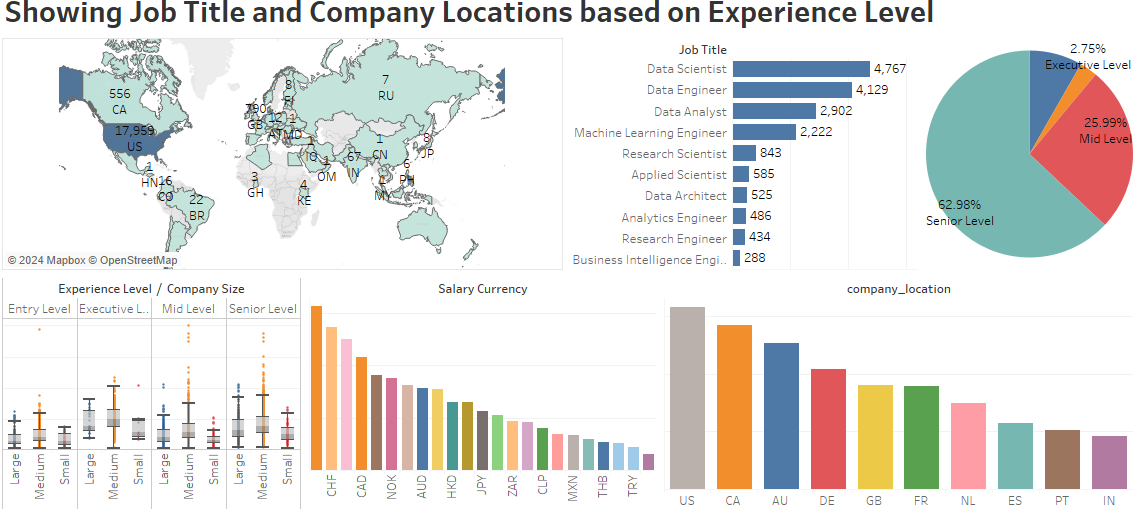 Showing Job Title and Company Locations based on Experience Level
556
CA
17,959
US
1
HN
16
CO
22
BR
790
GB
8
FI
12
AT
1
MD
7
RU
1
IQ
1
OM
67
IN
1
CN
3
GH
4
KE
6
PH
MY
JP
© 2024 Mapbox © OpenStreetMap
Job Title
Data Scientist 4,767
Data Engineer 4,129
Data Analyst 2,902
Machine Learning Engineer 2,222
Research Scientist 843
Applied Scientist 585
Data Architect 525
Analytics Engineer 486
Research Engineer 434
Business Intelligence Engi.. 288
2.75%
Executive Level
25.99%
Mid Level
62.98%
Senior Level
Experience Level / Company Size
Entry Level Executive L.. Mid Level Senior Level
Large Medium Small Large Medium Small Large Medium Small Large Medium Small
Salary Currency
CHF CAD NOK AUD HKD JPY ZAR CLP MXN THB TRY
company_location
US CA AU DE GB FR NL ES PT IN